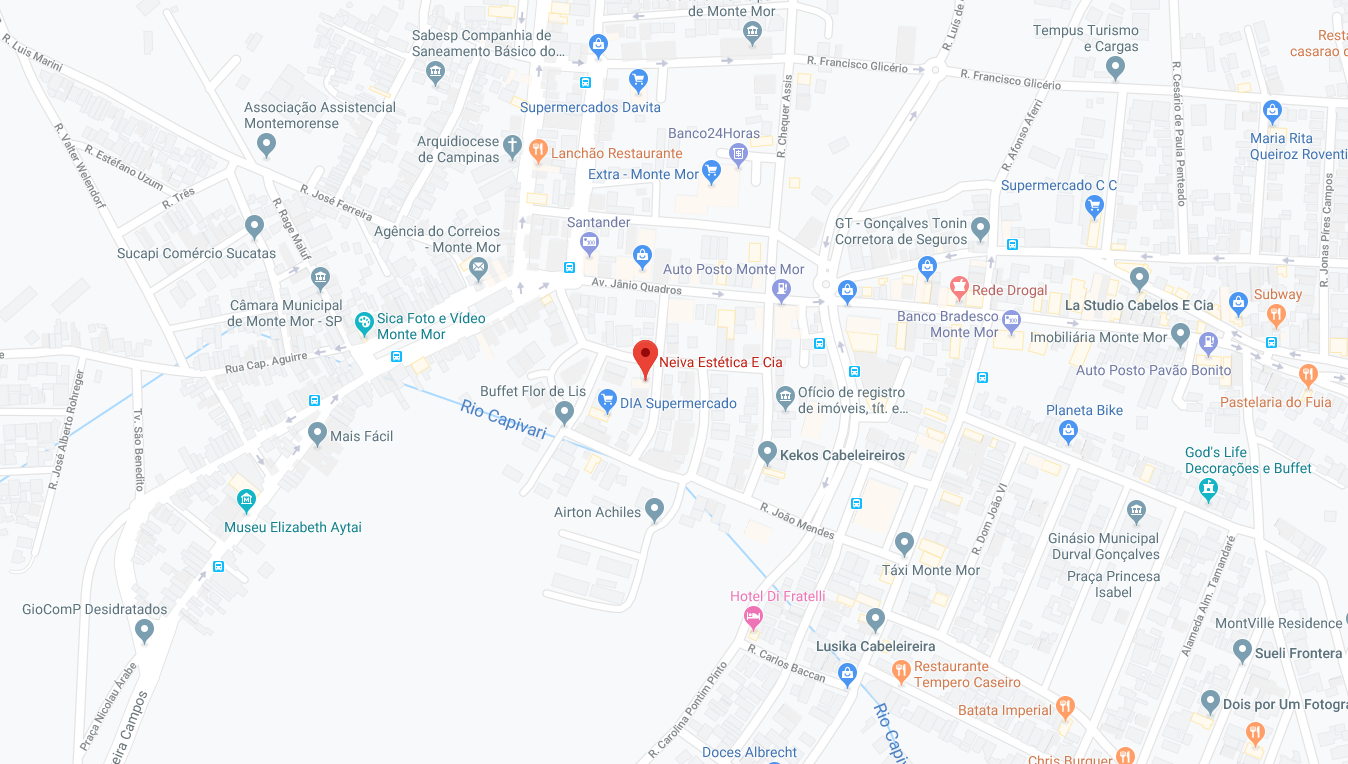 de Monte Mor
R. Luis de
Sabesp Companhia de
Saneamento Básico do...
Tempus Turismo
e Cargas
Resta
casarao d
R. Luis Marini
R. Francisco Glicério
R. Francisco Glicério
R. Cesário de Paula Penteado
Supermercados Davita
Associação Assistencial
Montemorense
R. Chequer Assis
R. Afonso Aferri
Maria Rita
Queiroz Roventi
R. Valter Welendorf
R. Estéfano Uzum
Arquidiocese
de Campinas
Lanchão Restaurante
Banco24Horas
Extra - Monte Mor
R. Três
R. José Ferreira
R. Rage Maluf
Supermercado C C
R. Jonas Pires Campos
Sucapi Comércio Sucatas
Agência do Correios
- Monte Mor
Santander
GT - Gonçalves Tonin
Corretora de Seguros
Auto Posto Monte Mor
Av. Jânio Quadros
Rede Drogal
La Studio Cabelos E Cia
Subway
Câmara Municipal
de Monte Mor - SP
Sica Foto e Vídeo
Monte Mor
Banco Bradesco
Monte Mor
Imobiliária Monte Mor
Rua Cap. Aguirre
Neiva Estética E Cia
Auto Posto Pavão Bonito
R. José Alberto Rohreger
Tv. São Benedito
Buffet Flor de Lis
DIA Supermercado
Ofício de registro
de imóveis, tít. e...
Pastelaria do Fuia
Rio Capivari
Planeta Bike
Mais Fácil
Kekos Cabeleireiros
God's Life
Decorações e Buffet
Museu Elizabeth Aytai
Airton Achiles
R. João Mendes
R. Dom João VI
Ginásio Municipal
Durval Gonçalves
Táxi Monte Mor
Praça Princesa
Isabel
Alameda Alm. Tamandaré
GioComP Desidratados
Hotel Di Fratelli
MontVille Residence
Lusika Cabeleireira
Sueli Frontera
R. Carlos Baccan
Restaurante
Tempero Caseiro
Praça Nicolau Árabe
eira Campos
R. Carolina Pontim Pinto
Rio Capivari
Batata Imperial
Dois por Um Fotogra
Doces Albrecht
Chris Burguer